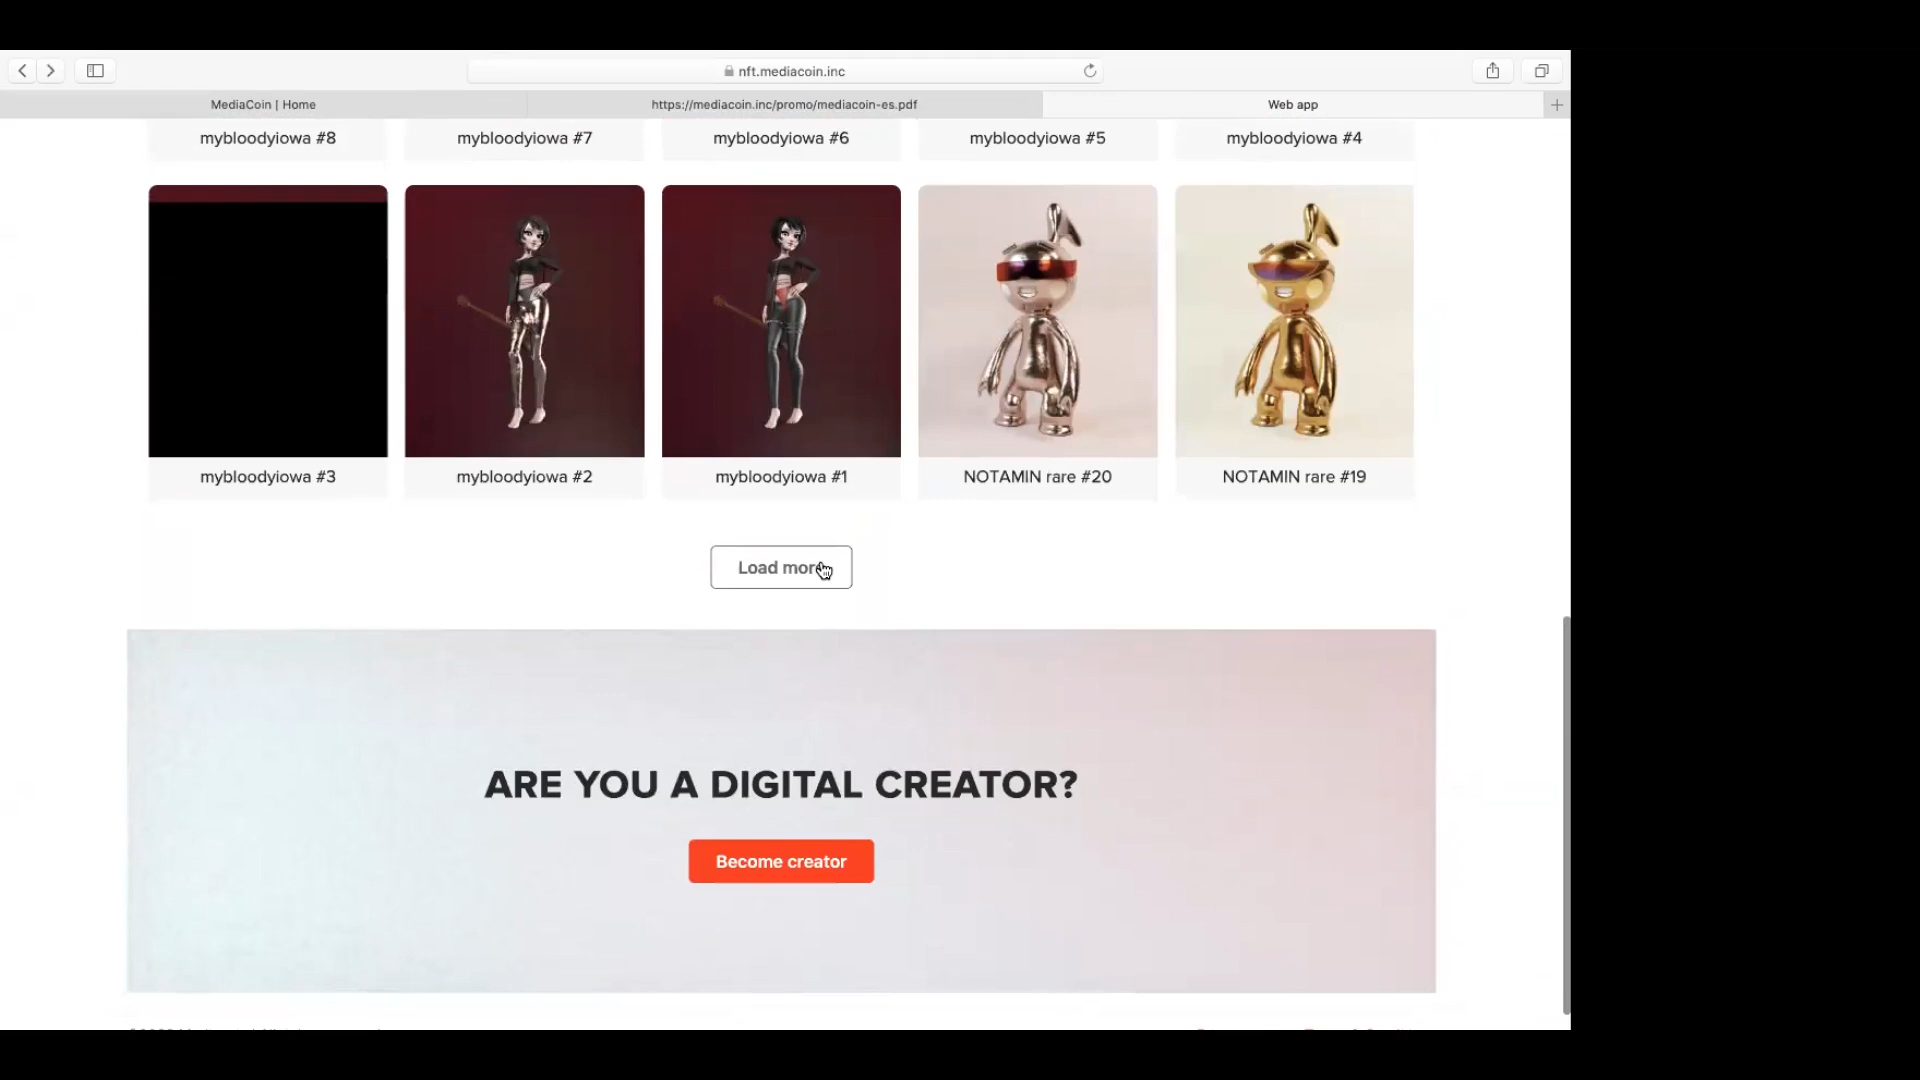 nft.mediacoin.inc
MediaCoin | Home
https://mediacoin.inc/promo/mediacoin-es.pdf
Web app
mybloodyiowa #8
mybloodyiowa #7
mybloodyiowa #6
mybloodyiowa #5
mybloodyiowa #4
mybloodyiowa #3
mybloodyiowa #2
mybloodyiowa #1
NOTAMIN rare #20
NOTAMIN rare #19
Load more
ARE YOU A DIGITAL CREATOR?
Become creator